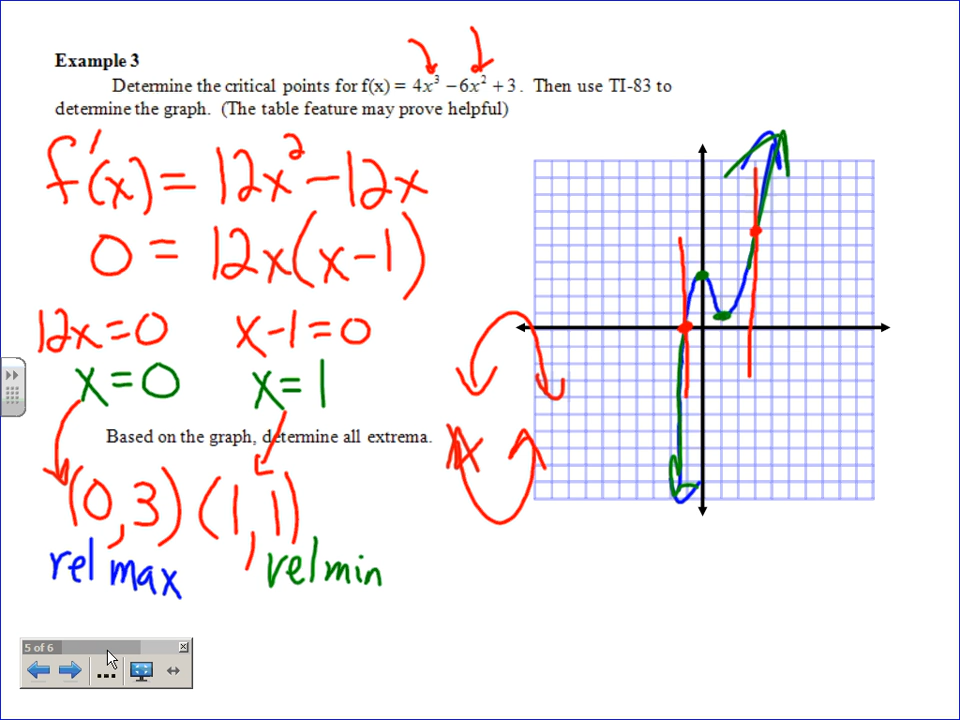 Example 3
Determine the critical points for f(x) = 4x³ − 6x² + 3. Then use TI-83 to
determine the graph. (The table feature may prove helpful)
f'(x) = 12x² − 12x
0 = 12x(x − 1)
12x = 0 x − 1 = 0
x = 0 x = 1
Based on the graph, determine all extrema.
(0, 3) (1, 1)
rel max rel min
5 of 6